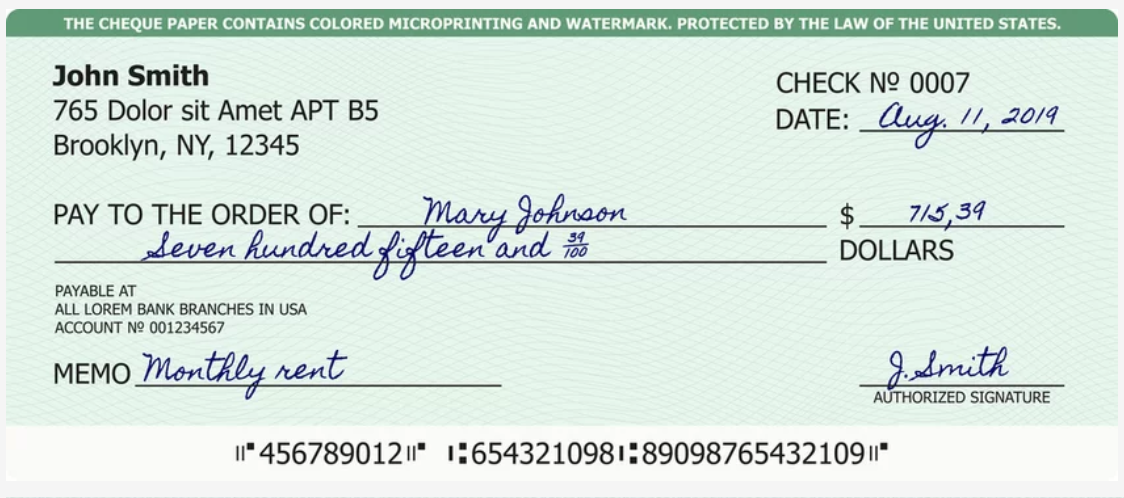 THE CHEQUE PAPER CONTAINS COLORED MICROPRINTING AND WATERMARK. PROTECTED BY THE LAW OF THE UNITED STATES.
John Smith
765 Dolor sit Amet APT B5
Brooklyn, NY, 12345
CHECK № 0007
DATE: Aug. 11, 2019
PAY TO THE ORDER OF: Mary Johnson $ 715,39
Seven hundred fifteen and 39/100 DOLLARS
PAYABLE AT
ALL LOREM BANK BRANCHES IN USA
ACCOUNT № 001234567
MEMO Monthly rent
J. Smith
AUTHORIZED SIGNATURE
⑈456789012⑈ ⑆654321098⑆89098765432109⑈